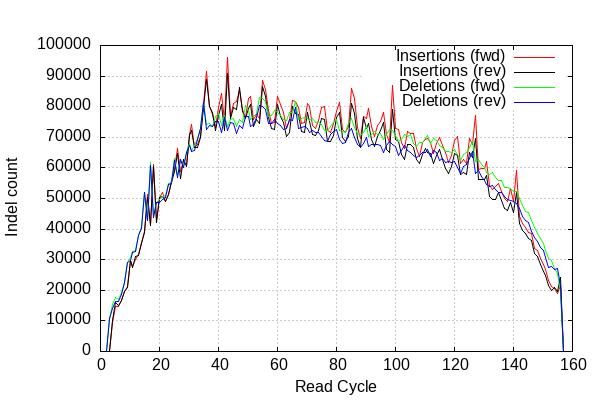 100000
90000
80000
70000
60000
50000
40000
30000
20000
10000
0
Indel count
Insertions (fwd)
Insertions (rev)
Deletions (fwd)
Deletions (rev)
0 20 40 60 80 100 120 140 160
Read Cycle